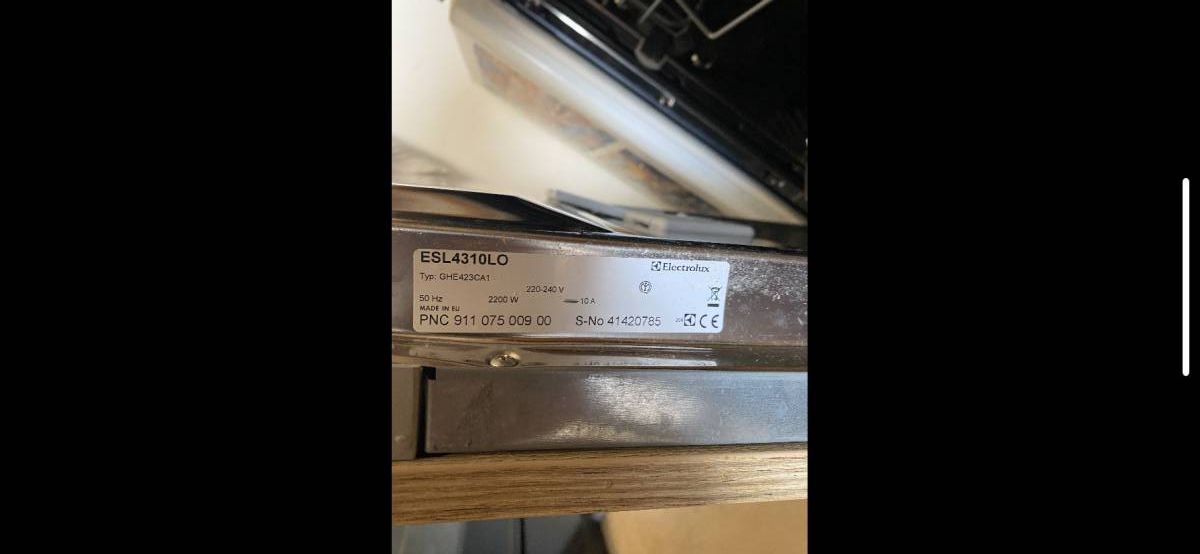 ESL4310LO
Electrolux
Typ: GHE423CA1
220-240 V
50 Hz 2200 W 10 A
MADE IN EU
PNC 911 075 009 00 S-No 41420785 CE